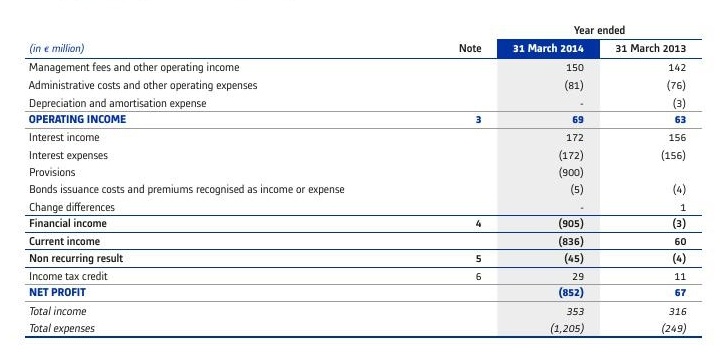 Year ended
(in € million) Note 31 March 2014 31 March 2013
Management fees and other operating income 150 142
Administrative costs and other operating expenses (81) (76)
Depreciation and amortisation expense - (3)
OPERATING INCOME 3 69 63
Interest income 172 156
Interest expenses (172) (156)
Provisions (900)
Bonds issuance costs and premiums recognised as income or expense (5) (4)
Change differences - 1
Financial income 4 (905) (3)
Current income (836) 60
Non recurring result 5 (45) (4)
Income tax credit 6 29 11
NET PROFIT (852) 67
Total income 353 316
Total expenses (1,205) (249)